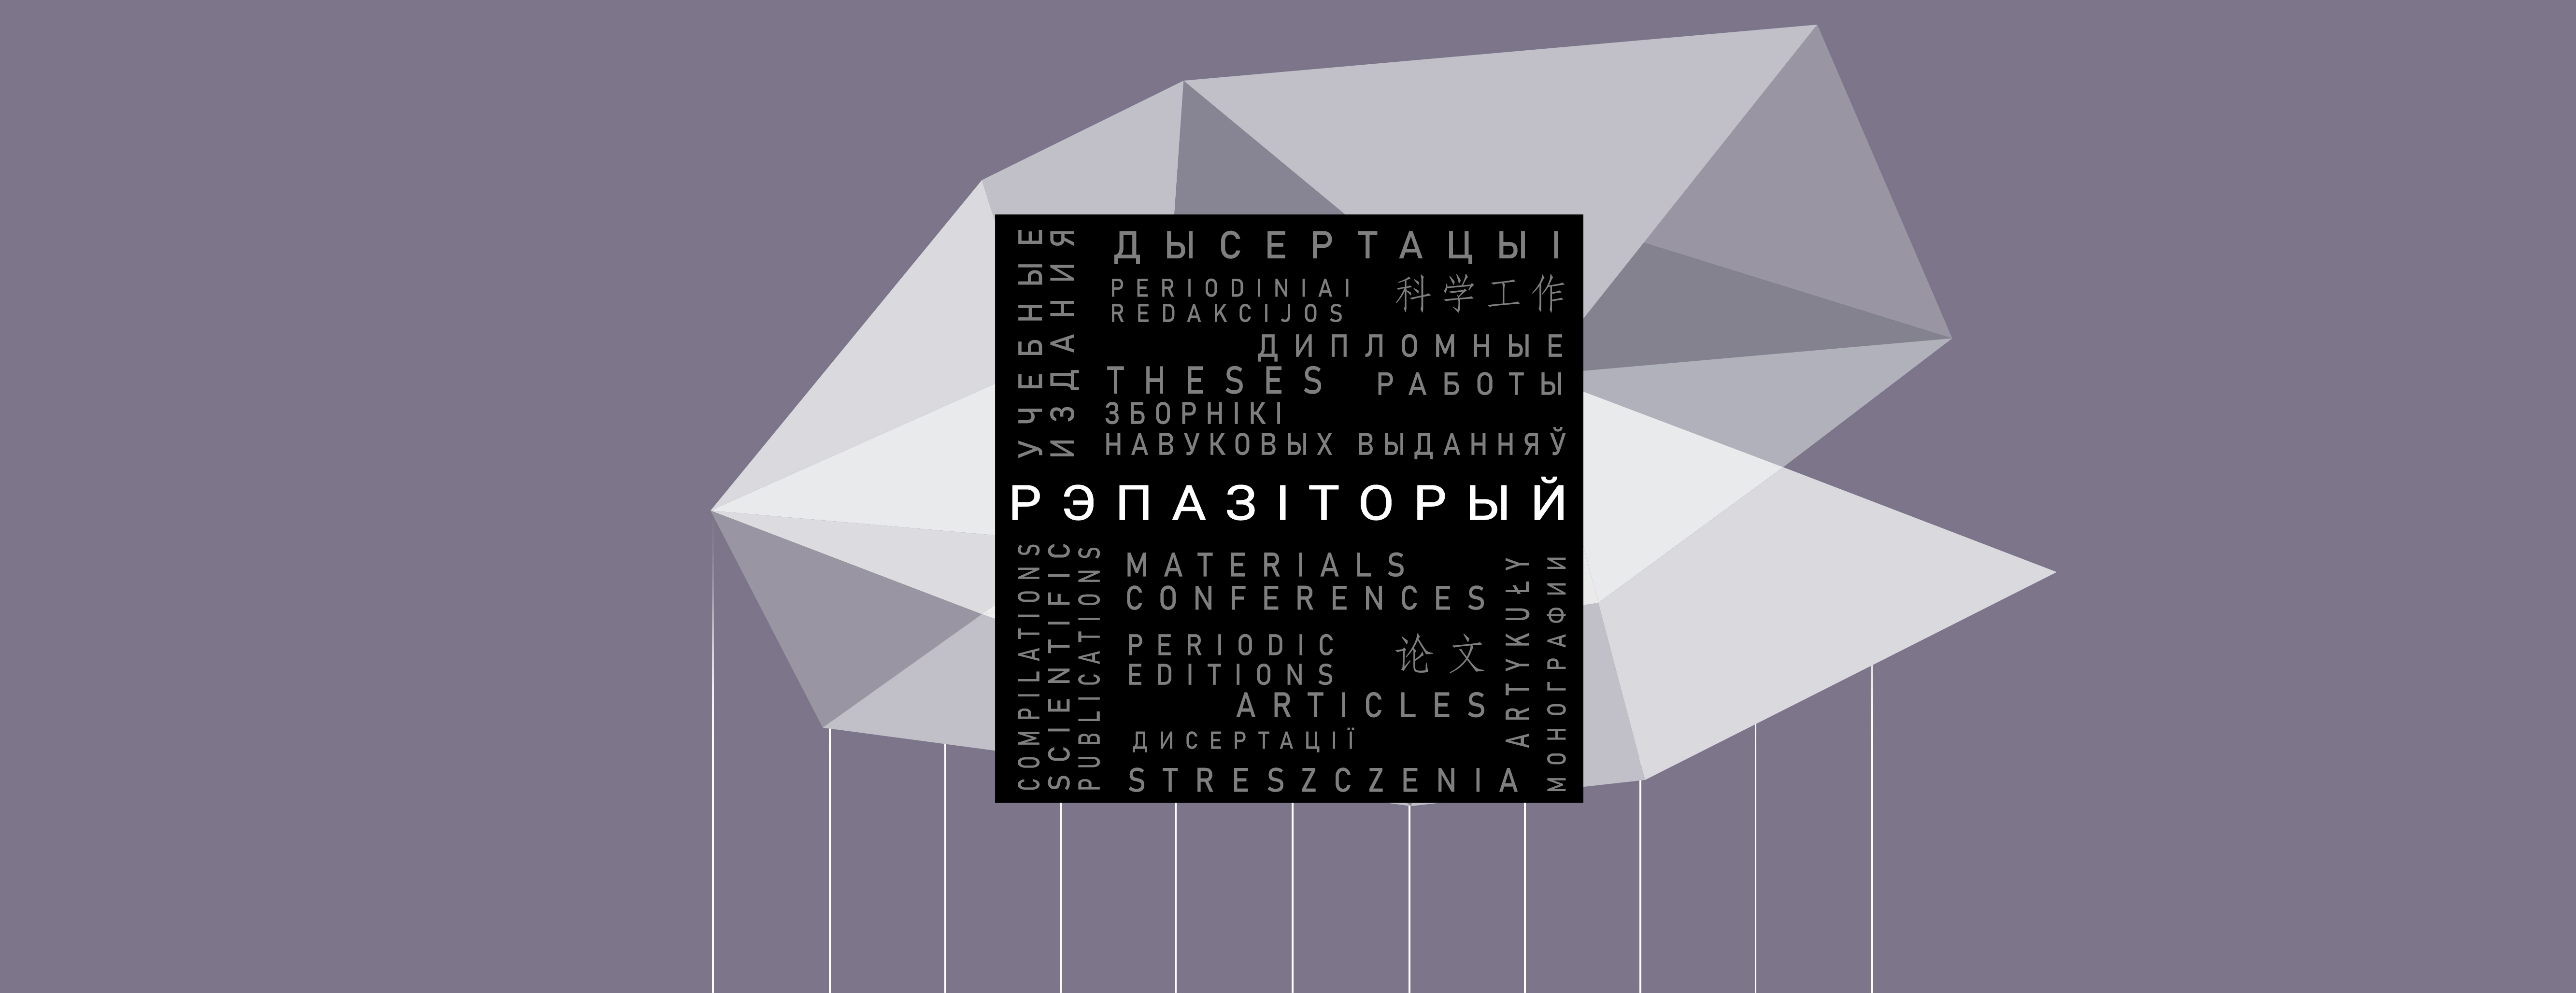 УЧЕБНЫЕ
ИЗДАНИЯ
ДЫСЕРТАЦЫІ
PERIODINIAI
REDAKCIJOS
科学工作
ДИПЛОМНЫЕ
THESES
РАБОТЫ
ЗБОРНІКІ
НАВУКОВЫХ ВЫДАННЯЎ
РЭПАЗІТОРЫЙ
COMPILATIONS
SCIENTIFIC
PUBLICATIONS
MATERIALS
CONFERENCES
PERIODIC
EDITIONS
论文
ARTICLES
ДИСЕРТАЦІЇ
STRESZCZENIA
ARTYKUŁY
МОНОГРАФИИ